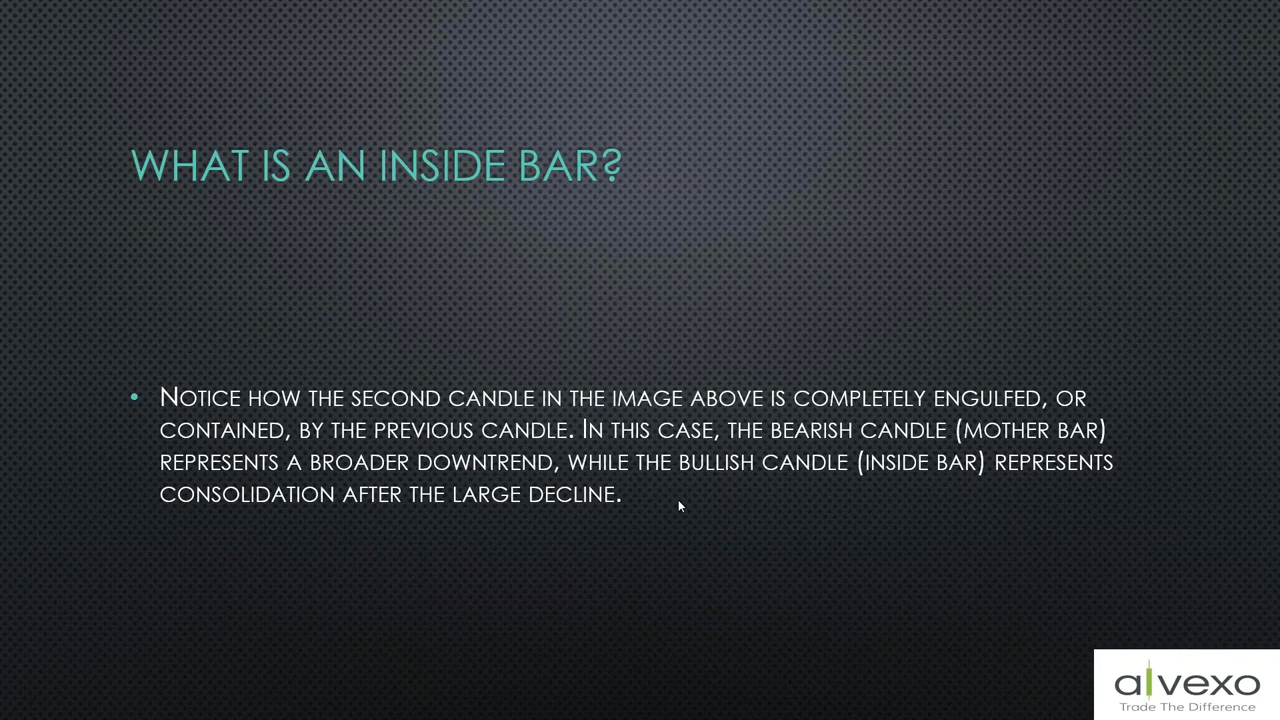 WHAT IS AN INSIDE BAR?
• NOTICE HOW THE SECOND CANDLE IN THE IMAGE ABOVE IS COMPLETELY ENGULFED, OR
CONTAINED, BY THE PREVIOUS CANDLE. IN THIS CASE, THE BEARISH CANDLE (MOTHER BAR)
REPRESENTS A BROADER DOWNTREND, WHILE THE BULLISH CANDLE (INSIDE BAR) REPRESENTS
CONSOLIDATION AFTER THE LARGE DECLINE.
alvexo
Trade The Difference